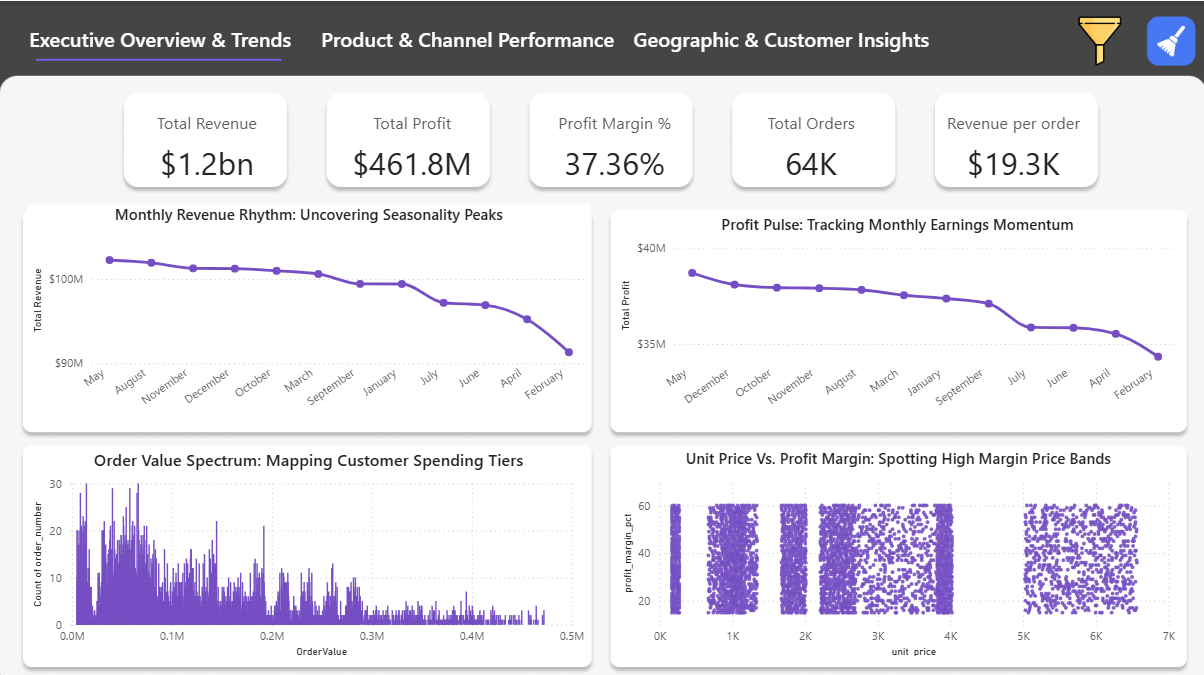 Executive Overview & Trends
Product & Channel Performance
Geographic & Customer Insights
Total Revenue
$1.2bn
Total Profit
$461.8M
Profit Margin %
37.36%
Total Orders
64K
Revenue per order
$19.3K
Monthly Revenue Rhythm: Uncovering Seasonality Peaks
Total Revenue
$100M
$90M
May
August
November
December
October
March
September
January
July
June
April
February
Profit Pulse: Tracking Monthly Earnings Momentum
Total Profit
$40M
$35M
May
December
October
November
August
March
January
September
July
June
April
February
Order Value Spectrum: Mapping Customer Spending Tiers
Count of order_number
30
20
10
0
0.0M
0.1M
0.2M
0.3M
0.4M
0.5M
OrderValue
Unit Price Vs. Profit Margin: Spotting High Margin Price Bands
profit_margin_pct
60
40
20
0K
1K
2K
3K
4K
5K
6K
7K
unit_price